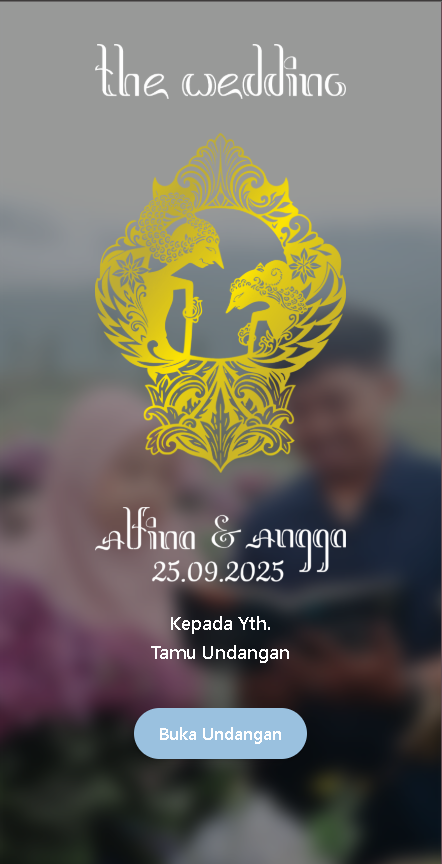 the wedding
alfina & angga
25.09.2025
Kepada Yth.
Tamu Undangan
Buka Undangan